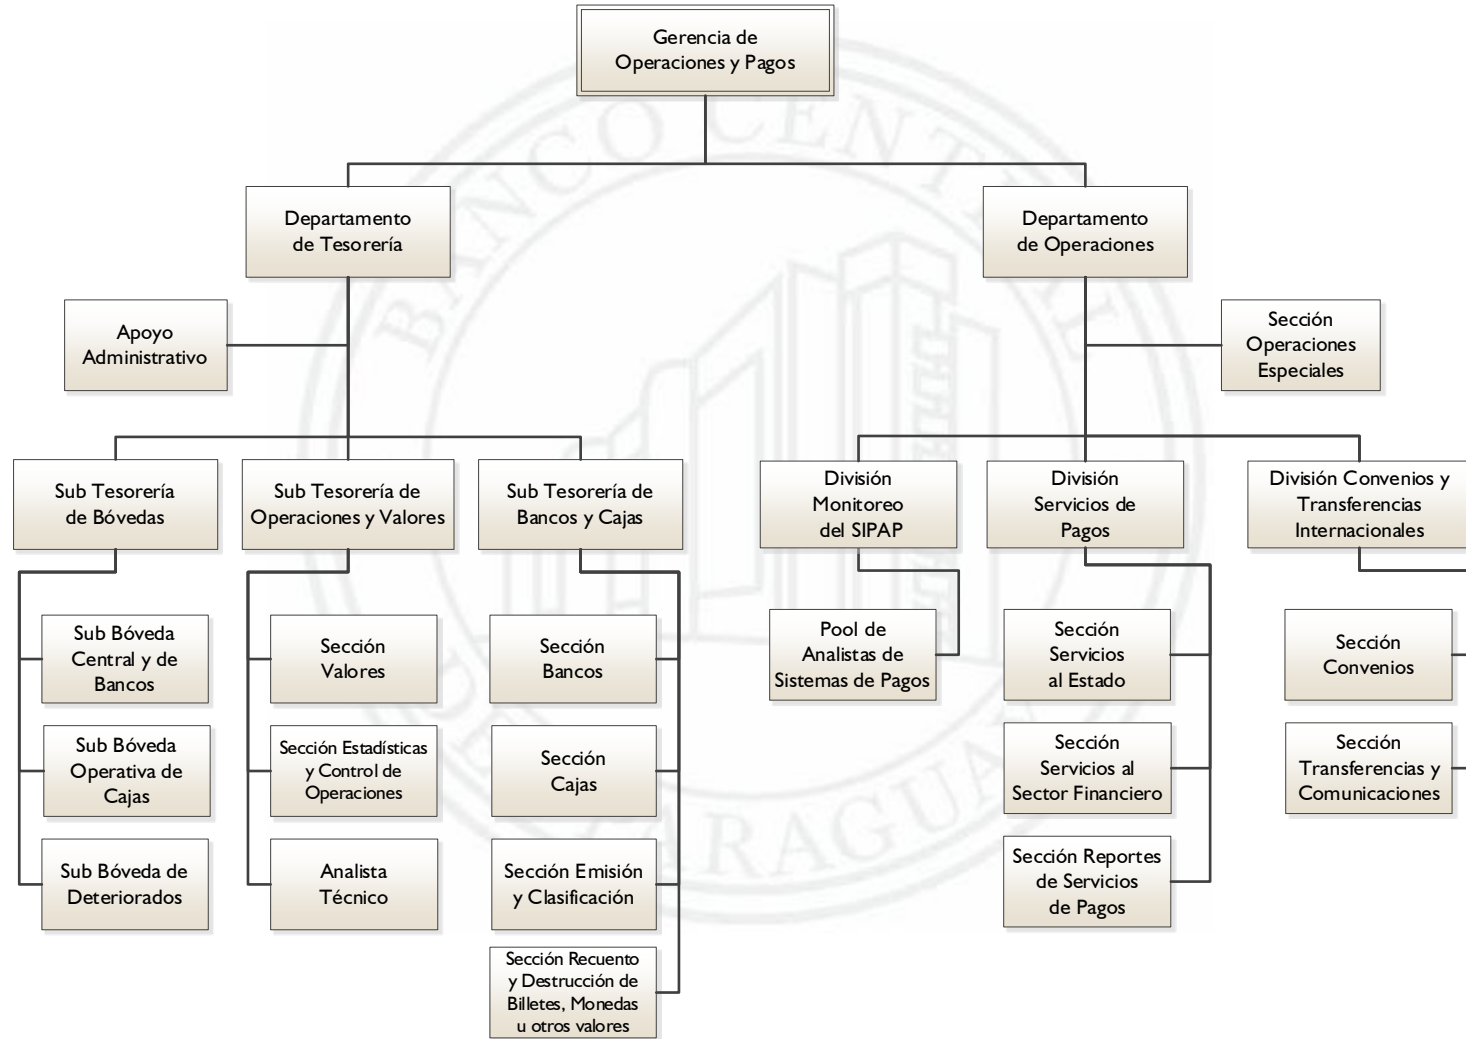 Gerencia de
Operaciones y Pagos
Departamento
de Tesorería
Departamento
de Operaciones
Apoyo
Administrativo
Sección
Operaciones
Especiales
Sub Tesorería
de Bóvedas
Sub Tesorería de
Operaciones y Valores
Sub Tesorería de
Bancos y Cajas
División
Monitoreo
del SIPAP
División
Servicios de
Pagos
División Convenios y
Transferencias
Internacionales
Sub Bóveda
Central y de
Bancos
Sección
Valores
Sección
Bancos
Pool de
Analistas de
Sistemas de Pagos
Sección
Servicios
al Estado
Sección
Convenios
Sub Bóveda
Operativa de
Cajas
Sección Estadísticas
y Control de
Operaciones
Sección
Cajas
Sección
Servicios al
Sector Financiero
Sección
Transferencias y
Comunicaciones
Sub Bóveda de
Deteriorados
Analista
Técnico
Sección Emisión
y Clasificación
Sección Reportes
de Servicios
de Pagos
Sección Recuento
y Destrucción de
Billetes, Monedas
u otros valores
BANCO CENTRAL
DEL PARAGUAY